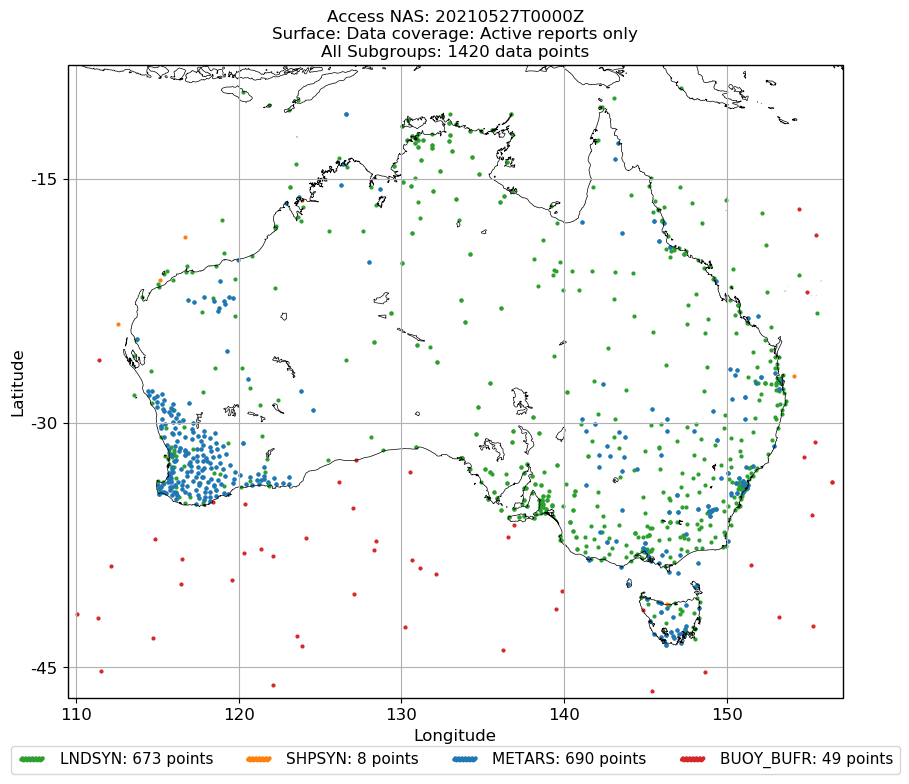 Access NAS: 20210527T0000Z
Surface: Data coverage: Active reports only
All Subgroups: 1420 data points
-15
-30
-45
Latitude
110 120 130 140 150
Longitude
LNDSYN: 673 points SHPSYN: 8 points METARS: 690 points BUOY_BUFR: 49 points